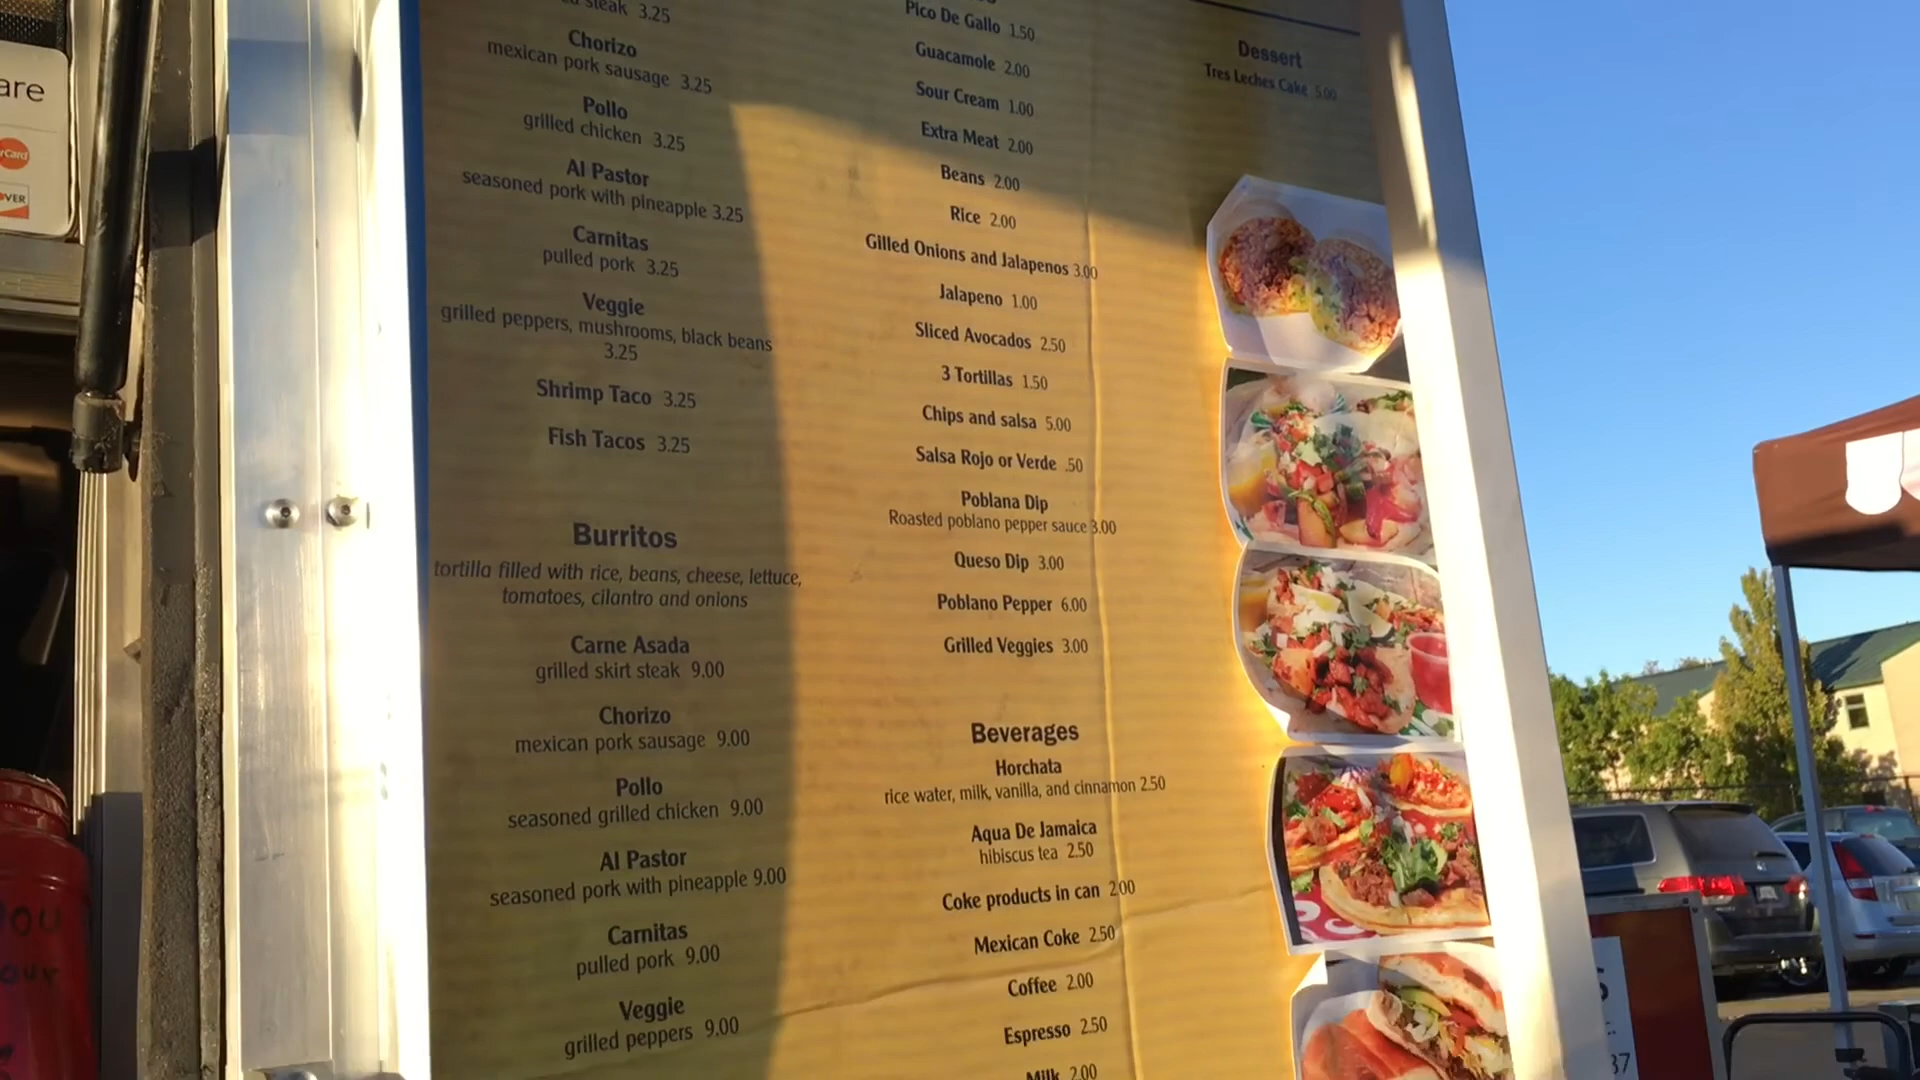 are
steak 3.25
Chorizo
mexican pork sausage 3.25
Pollo
grilled chicken 3.25
Al Pastor
seasoned pork with pineapple 3.25
Carnitas
pulled pork 3.25
Veggie
grilled peppers, mushrooms, black beans
3.25
Shrimp Taco 3.25
Fish Tacos 3.25
Burritos
tortilla filled with rice, beans, cheese, lettuce,
tomatoes, cilantro and onions
Carne Asada
grilled skirt steak 9.00
Chorizo
mexican pork sausage 9.00
Pollo
seasoned grilled chicken 9.00
Al Pastor
seasoned pork with pineapple 9.00
Carnitas
pulled pork 9.00
Veggie
grilled peppers 9.00
Pico De Gallo 1.50
Guacamole 2.00
Sour Cream 1.00
Extra Meat 2.00
Beans 2.00
Rice 2.00
Gilled Onions and Jalapenos 3.00
Jalapeno 1.00
Sliced Avocados 2.50
3 Tortillas 1.50
Chips and salsa 5.00
Salsa Rojo or Verde .50
Poblana Dip
Roasted poblano pepper sauce 3.00
Queso Dip 3.00
Poblano Pepper 6.00
Grilled Veggies 3.00
Beverages
Horchata
rice water, milk, vanilla, and cinnamon 2.50
Aqua De Jamaica
hibiscus tea 2.50
Coke products in can 2.00
Mexican Coke 2.50
Coffee 2.00
Espresso 2.50
Milk 2.00
Dessert
Tres Leches Cake 5.00